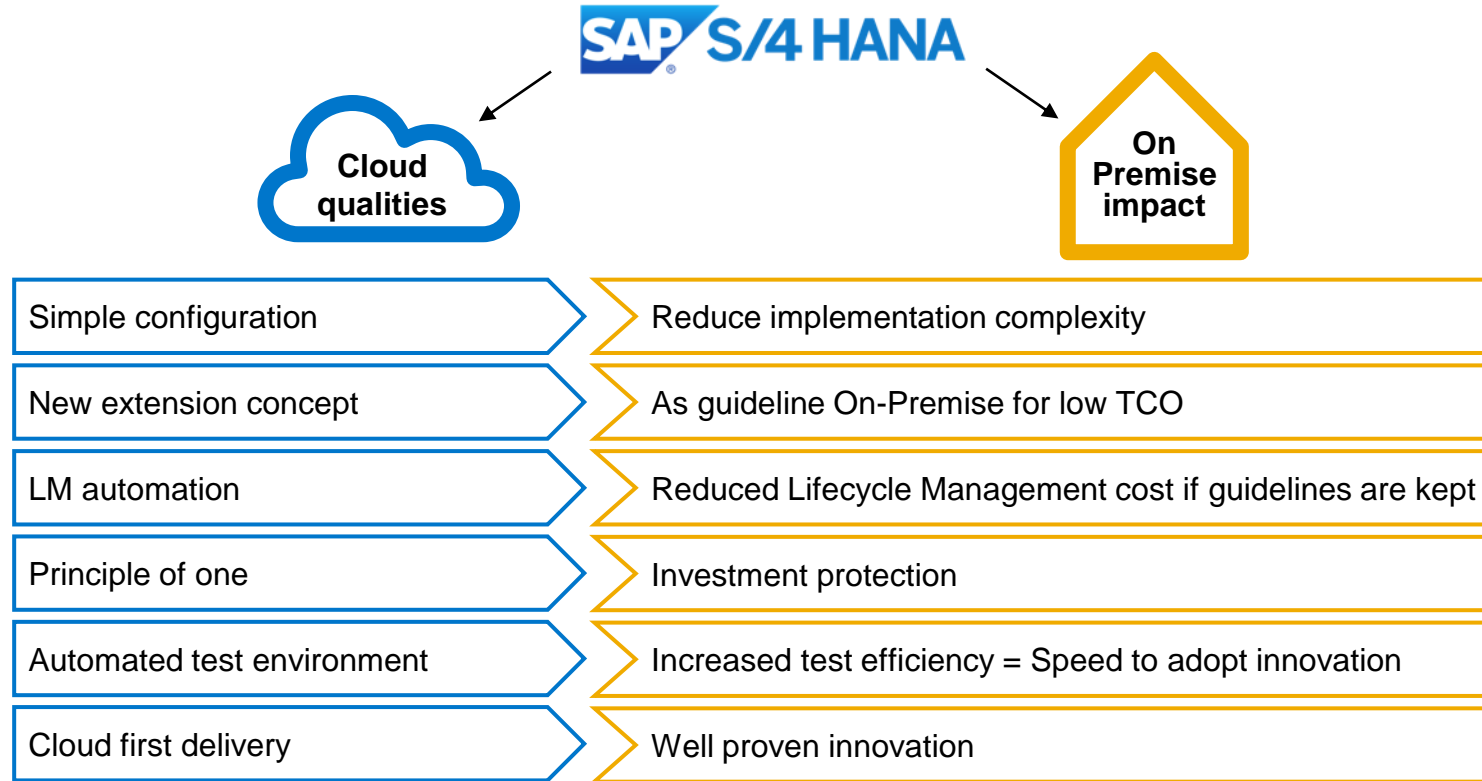 SAP® S/4 HANA
Cloud
qualities
On
Premise
impact
Simple configuration
Reduce implementation complexity
New extension concept
As guideline On-Premise for low TCO
LM automation
Reduced Lifecycle Management cost if guidelines are kept
Principle of one
Investment protection
Automated test environment
Increased test efficiency = Speed to adopt innovation
Cloud first delivery
Well proven innovation